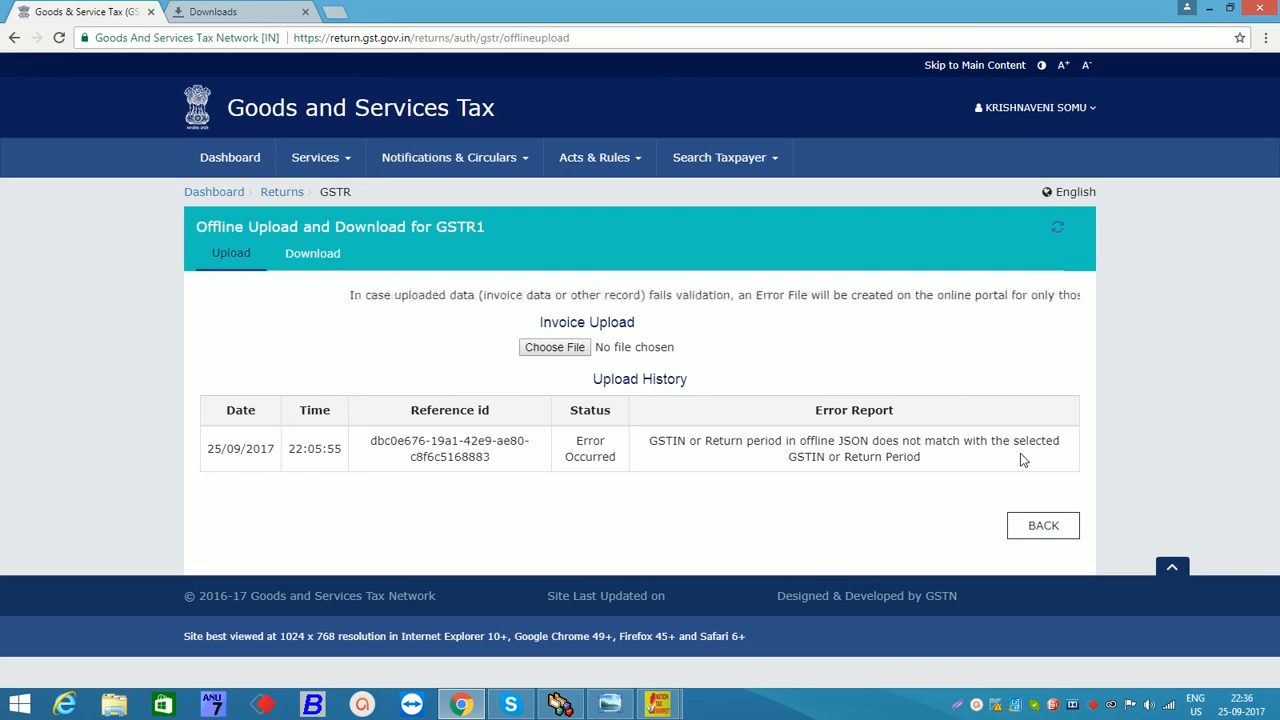 Goods & Service Tax (GS
Downloads
Goods And Services Tax Network [IN]
https://return.gst.gov.in/returns/auth/gstr/offlineupload
Skip to Main Content
A+
A-
Goods and Services Tax
KRISHNAVENI SOMU
Dashboard
Services
Notifications & Circulars
Acts & Rules
Search Taxpayer
Dashboard
Returns
GSTR
English
Offline Upload and Download for GSTR1
Upload
Download
In case uploaded data (invoice data or other record) fails validation, an Error File will be created on the online portal for only thos
Invoice Upload
Choose File No file chosen
Upload History
Date
Time
Reference id
Status
Error Report
25/09/2017
22:05:55
dbc0e676-19a1-42e9-ae80-
c8f6c5168883
Error
Occurred
GSTIN or Return period in offline JSON does not match with the selected
GSTIN or Return Period
BACK
© 2016-17 Goods and Services Tax Network
Site Last Updated on
Designed & Developed by GSTN
Site best viewed at 1024 x 768 resolution in Internet Explorer 10+, Google Chrome 49+, Firefox 45+ and Safari 6+
ANU
7
B
ENG
US
22:36
25-09-2017